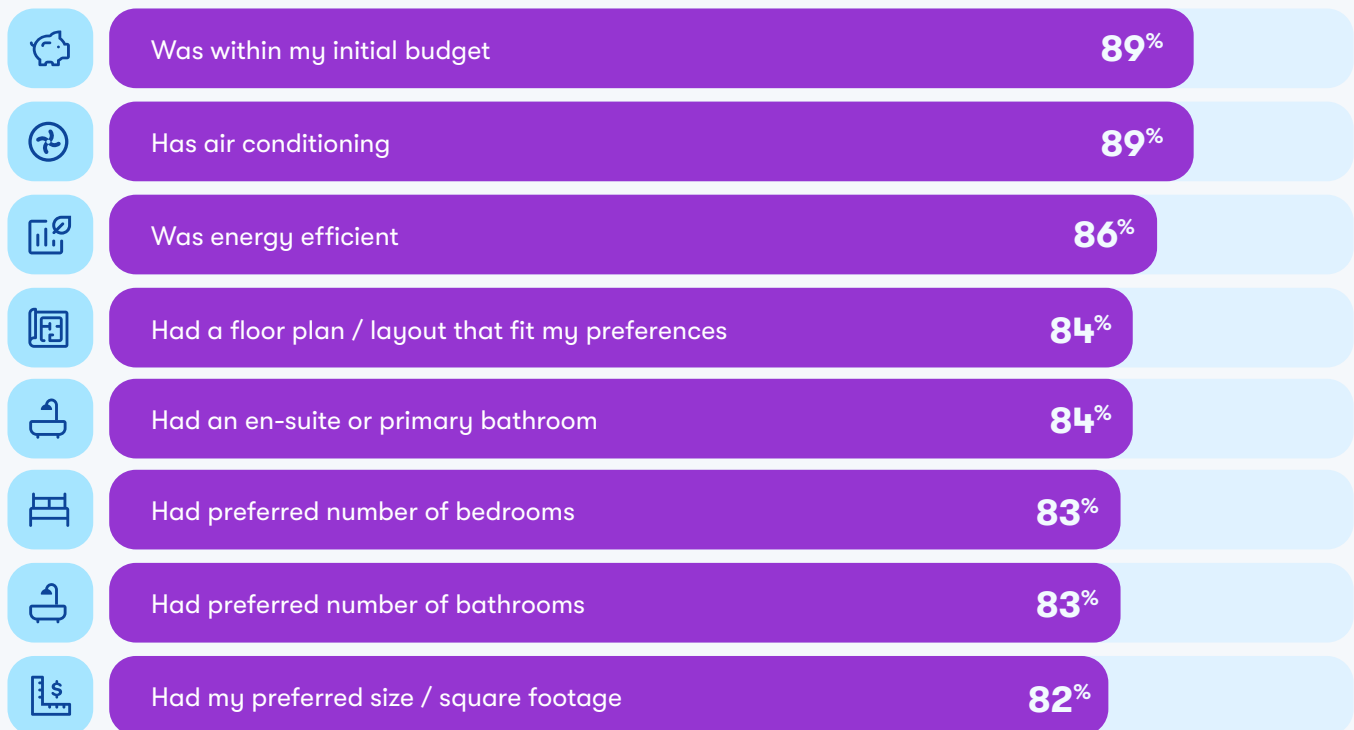 Was within my initial budget 89%
Has air conditioning 89%
Was energy efficient 86%
Had a floor plan / layout that fit my preferences 84%
Had an en-suite or primary bathroom 84%
Had preferred number of bedrooms 83%
Had preferred number of bathrooms 83%
$
Had my preferred size / square footage 82%